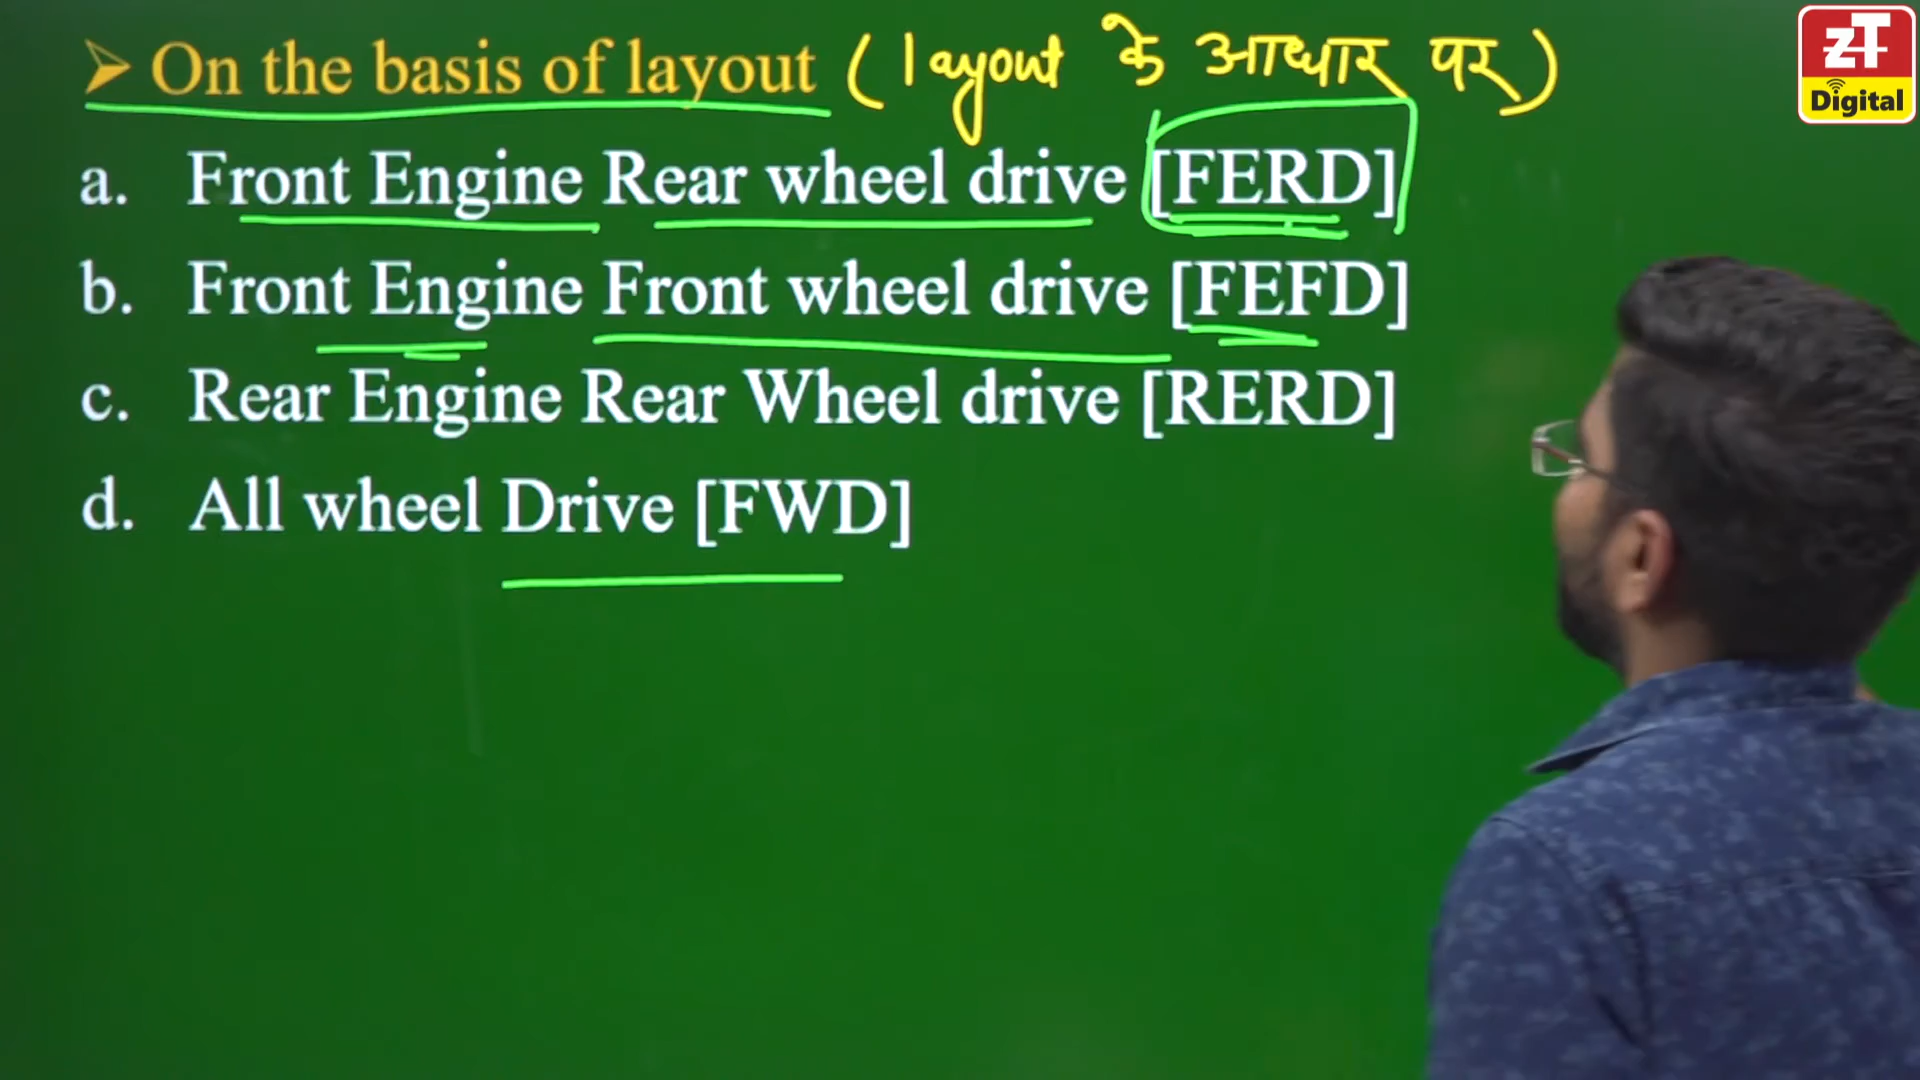 ➤ On the basis of layout (layout के आधार पर)
a. Front Engine Rear wheel drive [FERD]
b. Front Engine Front wheel drive [FEFD]
c. Rear Engine Rear Wheel drive [RERD]
d. All wheel Drive [FWD]
ZT
Digital